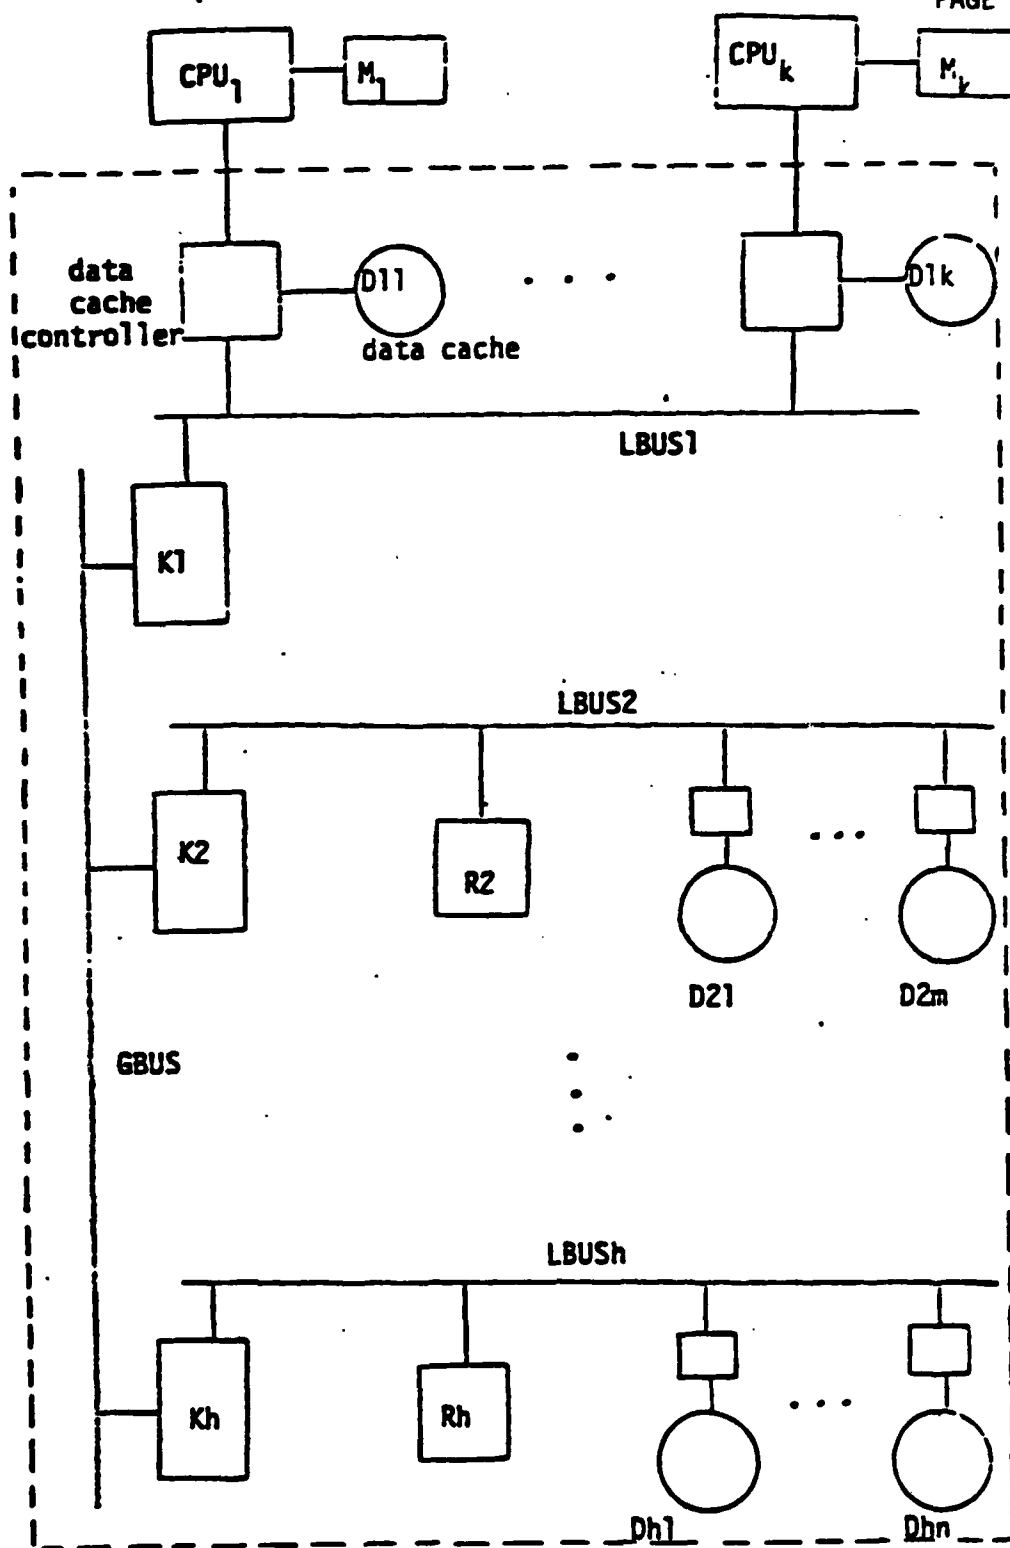 PAGE
CPU1
M1
CPUk
Mk
data
cache
controller
D11
data cache
. . .
D1k
LBUS1
K1
LBUS2
K2
R2
. . .
D21
D2m
GBUS
LBUSh
Kh
Rh
. . .
Dh1
Dhn